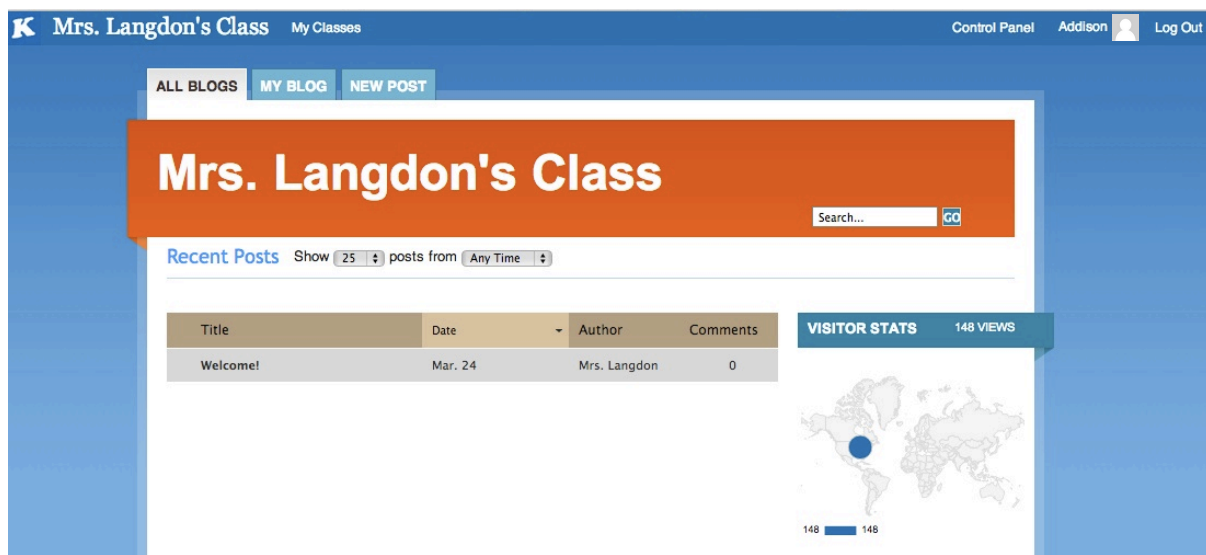 K Mrs. Langdon's Class My Classes Control Panel Addison Log Out
ALL BLOGS MY BLOG NEW POST
Mrs. Langdon's Class
Search... GO
Recent Posts Show 25 posts from Any Time
Title Date Author Comments
Welcome! Mar. 24 Mrs. Langdon 0
VISITOR STATS 148 VIEWS
148 148